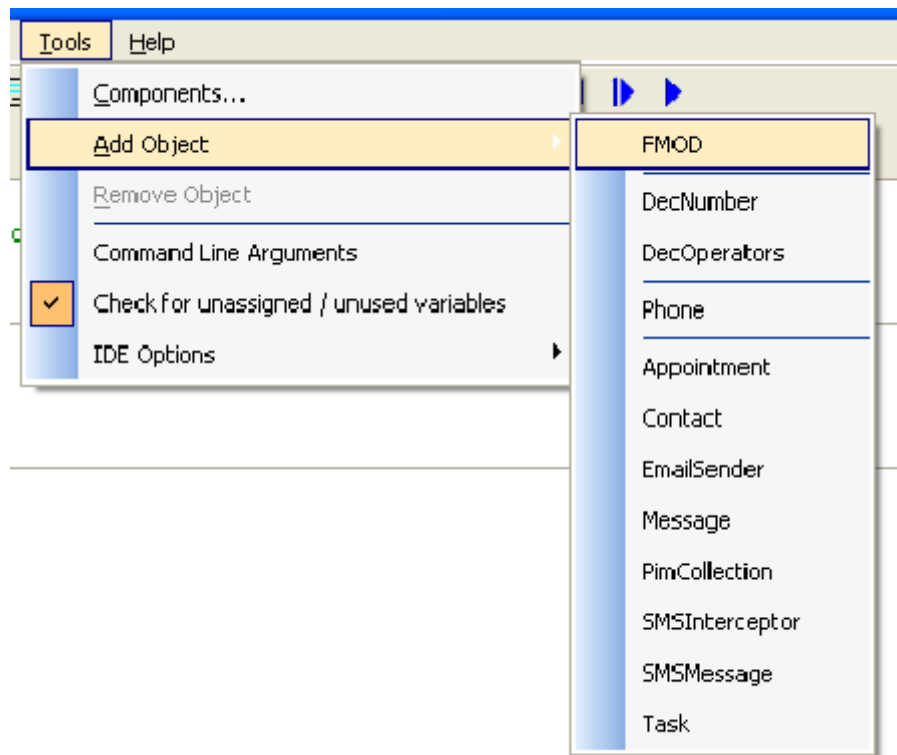 Tools Help
Components...
Add Object
Remove Object
Command Line Arguments
Check for unassigned / unused variables
IDE Options
FMOD
DecNumber
DecOperators
Phone
Appointment
Contact
EmailSender
Message
PimCollection
SMSInterceptor
SMSMessage
Task